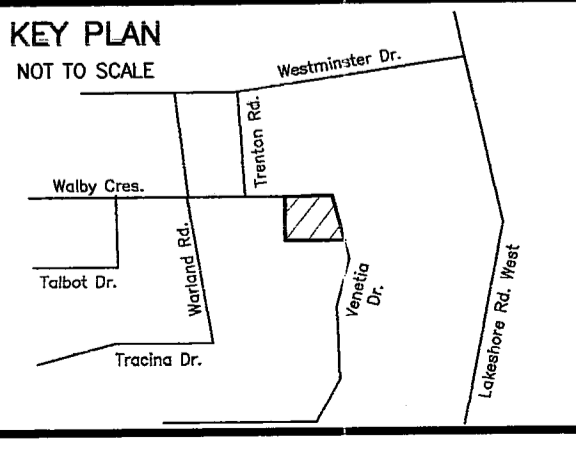 KEY PLAN
NOT TO SCALE
Westminster Dr.
Trenton Rd.
Walby Cres.
Warland Rd.
Talbot Dr.
Venetia
Dr.
Lakeshore Rd. West
Tracina Dr.